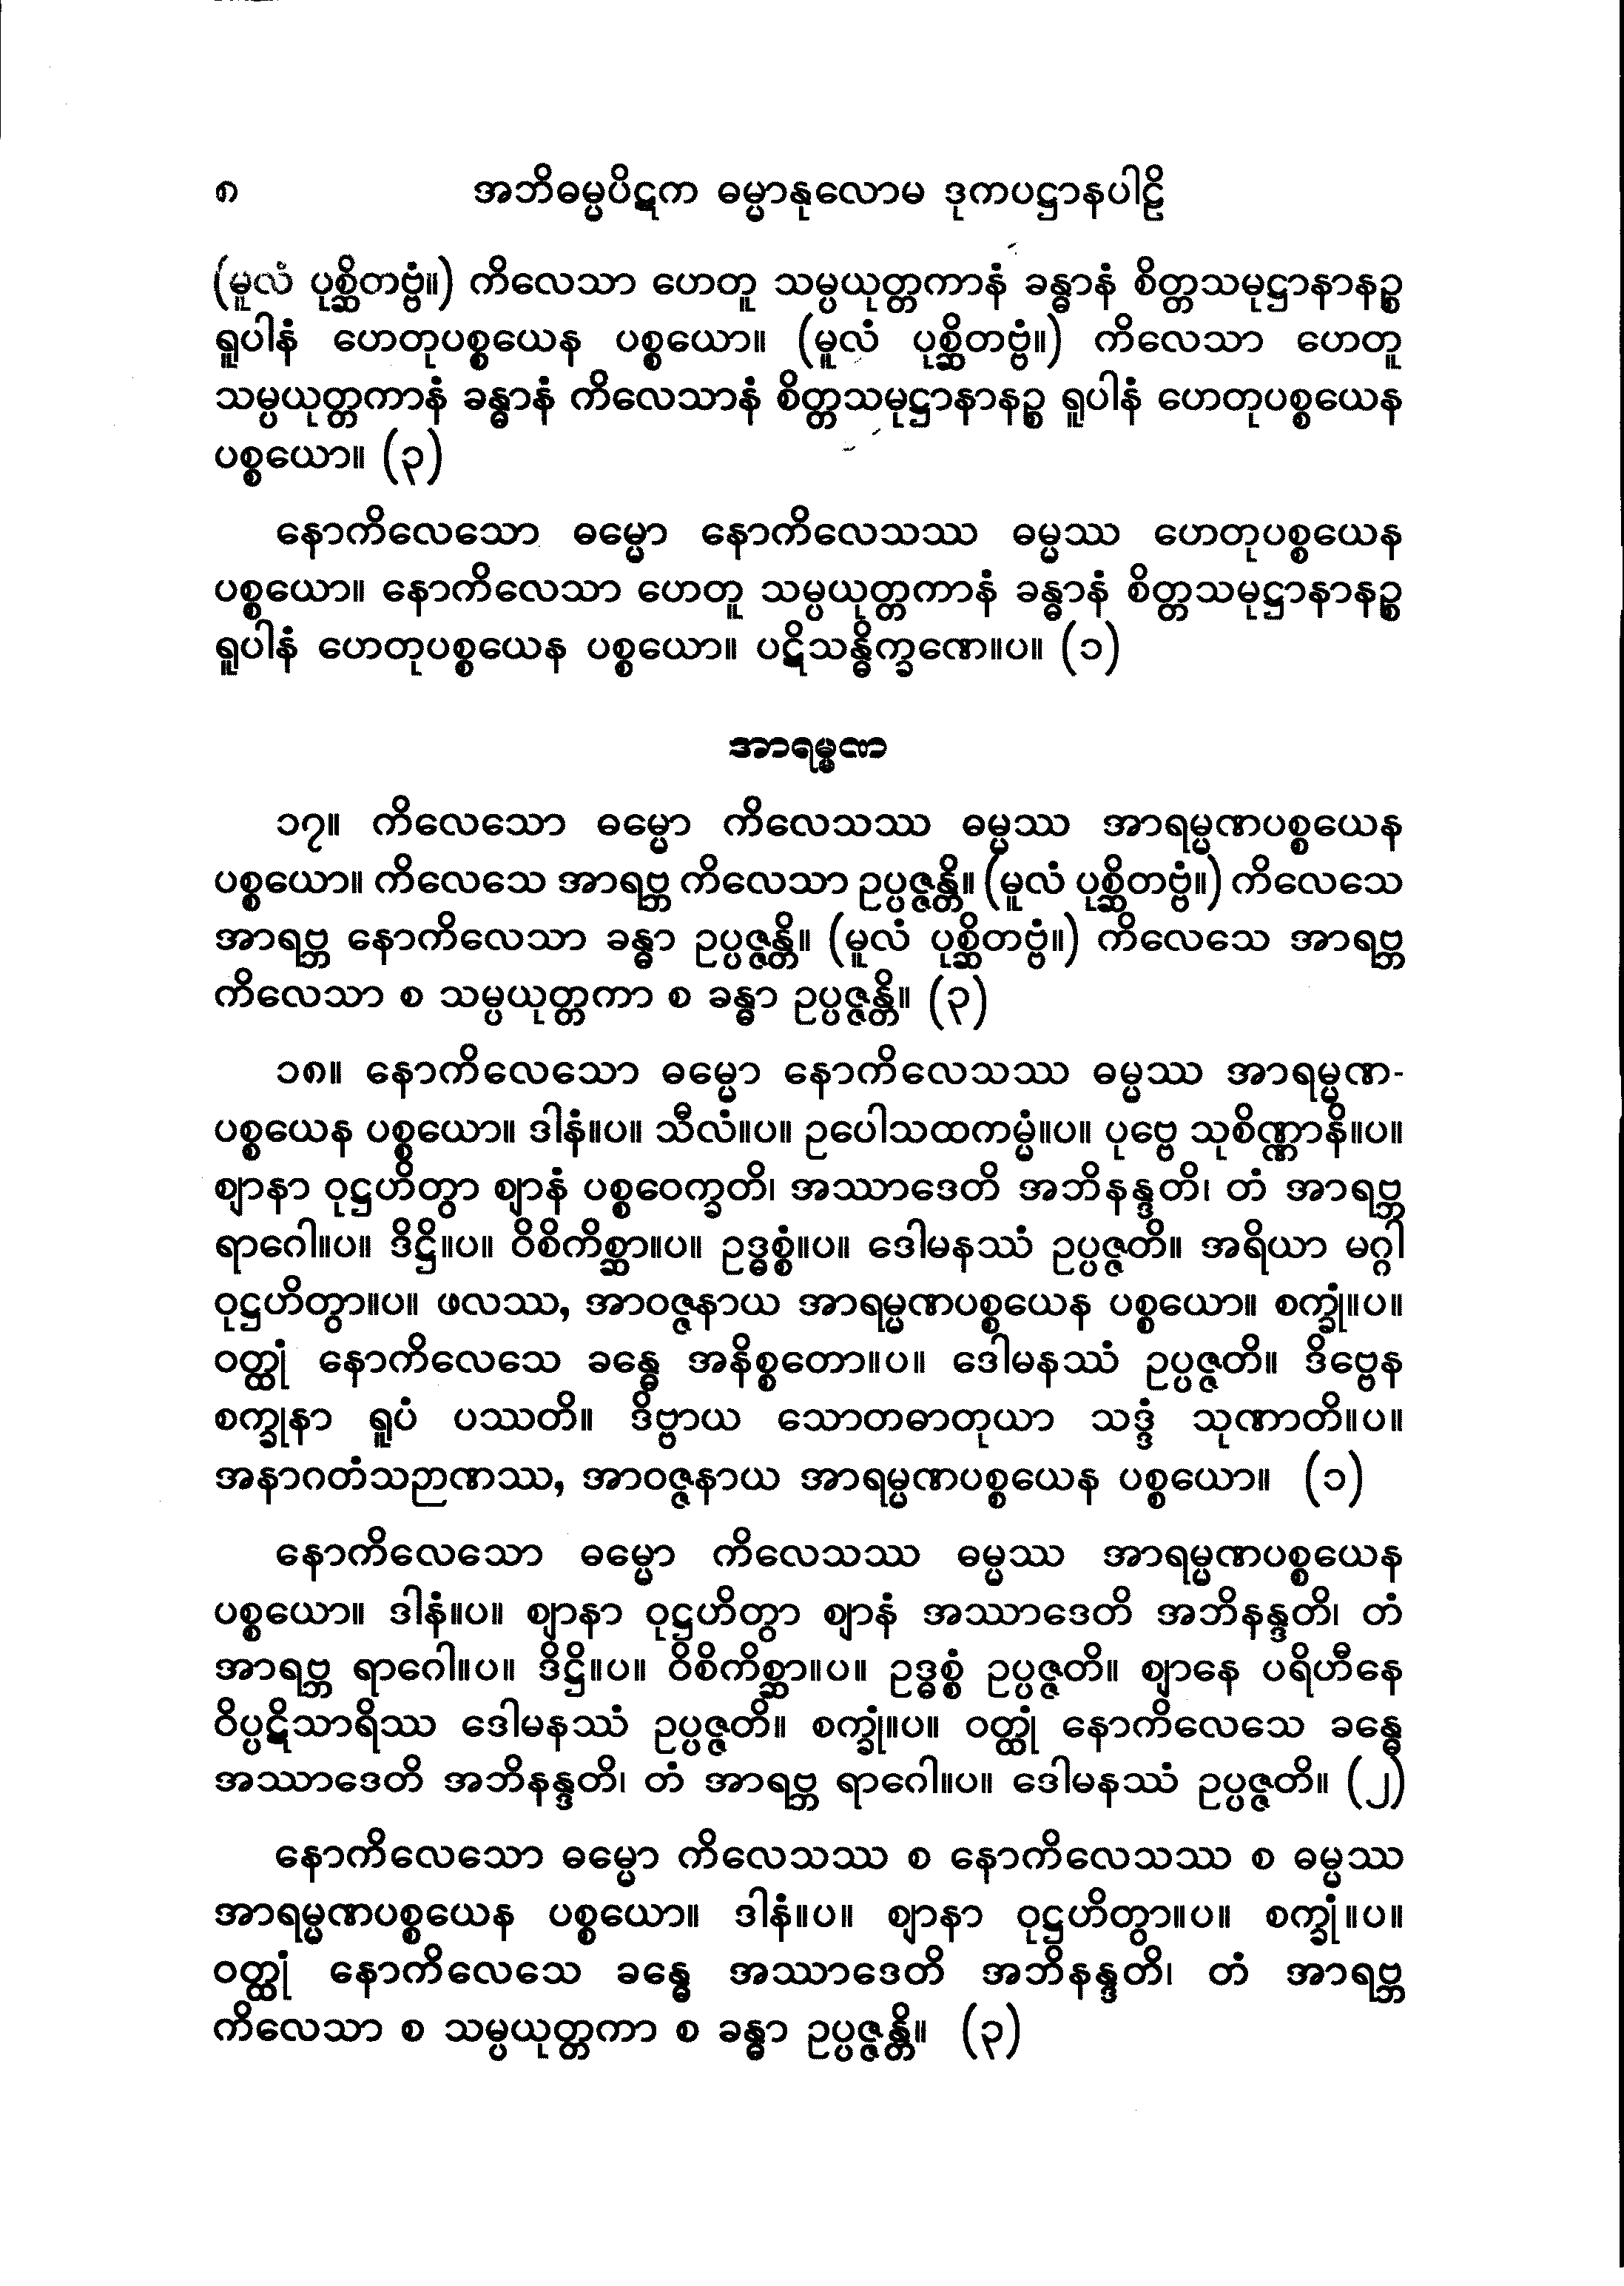 ၈ အဘိဓမ္မပိဋက ဓမ္မာနုလောမ ဒုကပဋ္ဌာနပါဠိ
(မူလံ ပုစ္ဆိတဗ္ဗံ။) ကိလေသာ ဟေတူ သမ္ပယုတ္တကာနံ ခန္ဓာနံ စိတ္တသမုဋ္ဌာနာနဉ္စ
ရူပါနံ ဟေတုပစ္စယေန ပစ္စယော။ (မူလံ ပုစ္ဆိတဗ္ဗံ။) ကိလေသာ ဟေတူ
သမ္ပယုတ္တကာနံ ခန္ဓာနံ ကိလေသာနံ စိတ္တသမုဋ္ဌာနာနဉ္စ ရူပါနံ ဟေတုပစ္စယေန
ပစ္စယော။ (၃)
နောကိလေသော ဓမ္မော နောကိလေသဿ ဓမ္မဿ ဟေတုပစ္စယေန
ပစ္စယော။ နောကိလေသာ ဟေတူ သမ္ပယုတ္တကာနံ ခန္ဓာနံ စိတ္တသမုဋ္ဌာနာနဉ္စ
ရူပါနံ ဟေတုပစ္စယေန ပစ္စယော။ ပဋိသန္ဓိက္ခဏေ။ပ။ (၁)
အာရမ္မဏ
၁၇။ ကိလေသော ဓမ္မော ကိလေသဿ ဓမ္မဿ အာရမ္မဏပစ္စယေန
ပစ္စယော။ ကိလေသေ အာရဗ္ဘ ကိလေသာ ဥပ္ပဇ္ဇန္တိ။ (မူလံ ပုစ္ဆိတဗ္ဗံ။) ကိလေသေ
အာရဗ္ဘ နောကိလေသာ ခန္ဓာ ဥပ္ပဇ္ဇန္တိ။ (မူလံ ပုစ္ဆိတဗ္ဗံ။) ကိလေသေ အာရဗ္ဘ
ကိလေသာ စ သမ္ပယုတ္တကာ စ ခန္ဓာ ဥပ္ပဇ္ဇန္တိ။ (၃)
၁၈။ နောကိလေသော ဓမ္မော နောကိလေသဿ ဓမ္မဿ အာရမ္မဏ-
ပစ္စယေန ပစ္စယော။ ဒါနံ။ပ။ သီလံ။ပ။ ဥပေါသထကမ္မံ။ပ။ ပုဗ္ဗေ သုစိဏ္ဏာနိ။ပ။
ဈာနာ ဝုဋ္ဌဟိတွာ ဈာနံ ပစ္စဝေက္ခတိ၊ အဿာဒေတိ အဘိနန္ဒတိ၊ တံ အာရဗ္ဘ
ရာဂေါ။ပ။ ဒိဋ္ဌိ။ပ။ ဝိစိကိစ္ဆာ။ပ။ ဥဒ္ဓစ္စံ။ပ။ ဒေါမနဿံ ဥပ္ပဇ္ဇတိ။ အရိယာ မဂ္ဂါ
ဝုဋ္ဌဟိတွာ။ပ။ ဖလဿ, အာဝဇ္ဇနာယ အာရမ္မဏပစ္စယေန ပစ္စယော။ စက္ခုံ။ပ။
ဝတ္ထုံ နောကိလေသေ ခန္ဓေ အနိစ္စတော။ပ။ ဒေါမနဿံ ဥပ္ပဇ္ဇတိ။ ဒိဗ္ဗေန
စက္ခုနာ ရူပံ ပဿတိ။ ဒိဗ္ဗာယ သောတဓာတုယာ သဒ္ဒံ သုဏာတိ။ပ။
အနာဂတံသဉာဏဿ, အာဝဇ္ဇနာယ အာရမ္မဏပစ္စယေန ပစ္စယော။ (၁)
နောကိလေသော ဓမ္မော ကိလေသဿ ဓမ္မဿ အာရမ္မဏပစ္စယေန
ပစ္စယော။ ဒါနံ။ပ။ ဈာနာ ဝုဋ္ဌဟိတွာ ဈာနံ အဿာဒေတိ အဘိနန္ဒတိ၊ တံ
အာရဗ္ဘ ရာဂေါ။ပ။ ဒိဋ္ဌိ။ပ။ ဝိစိကိစ္ဆာ။ပ။ ဥဒ္ဓစ္စံ ဥပ္ပဇ္ဇတိ။ ဈာနေ ပရိဟီနေ
ဝိပ္ပဋိသာရိဿ ဒေါမနဿံ ဥပ္ပဇ္ဇတိ။ စက္ခုံ။ပ။ ဝတ္ထုံ နောကိလေသေ ခန္ဓေ
အဿာဒေတိ အဘိနန္ဒတိ၊ တံ အာရဗ္ဘ ရာဂေါ။ပ။ ဒေါမနဿံ ဥပ္ပဇ္ဇတိ။ (၂)
နောကိလေသော ဓမ္မော ကိလေသဿ စ နောကိလေသဿ စ ဓမ္မဿ
အာရမ္မဏပစ္စယေန ပစ္စယော။ ဒါနံ။ပ။ ဈာနာ ဝုဋ္ဌဟိတွာ။ပ။ စက္ခုံ။ပ။
ဝတ္ထုံ နောကိလေသေ ခန္ဓေ အဿာဒေတိ အဘိနန္ဒတိ၊ တံ အာရဗ္ဘ
ကိလေသာ စ သမ္ပယုတ္တကာ စ ခန္ဓာ ဥပ္ပဇ္ဇန္တိ။ (၃)